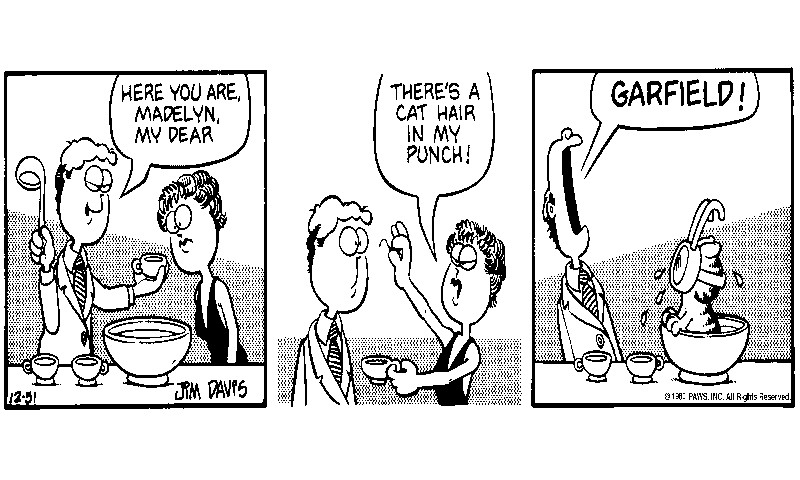 HERE YOU ARE,
MADELYN,
MY DEAR
12-31
JIM DAVIS
THERE'S A
CAT HAIR
IN MY
PUNCH!
GARFIELD!
PAWS, INC. All Rights Reserved.